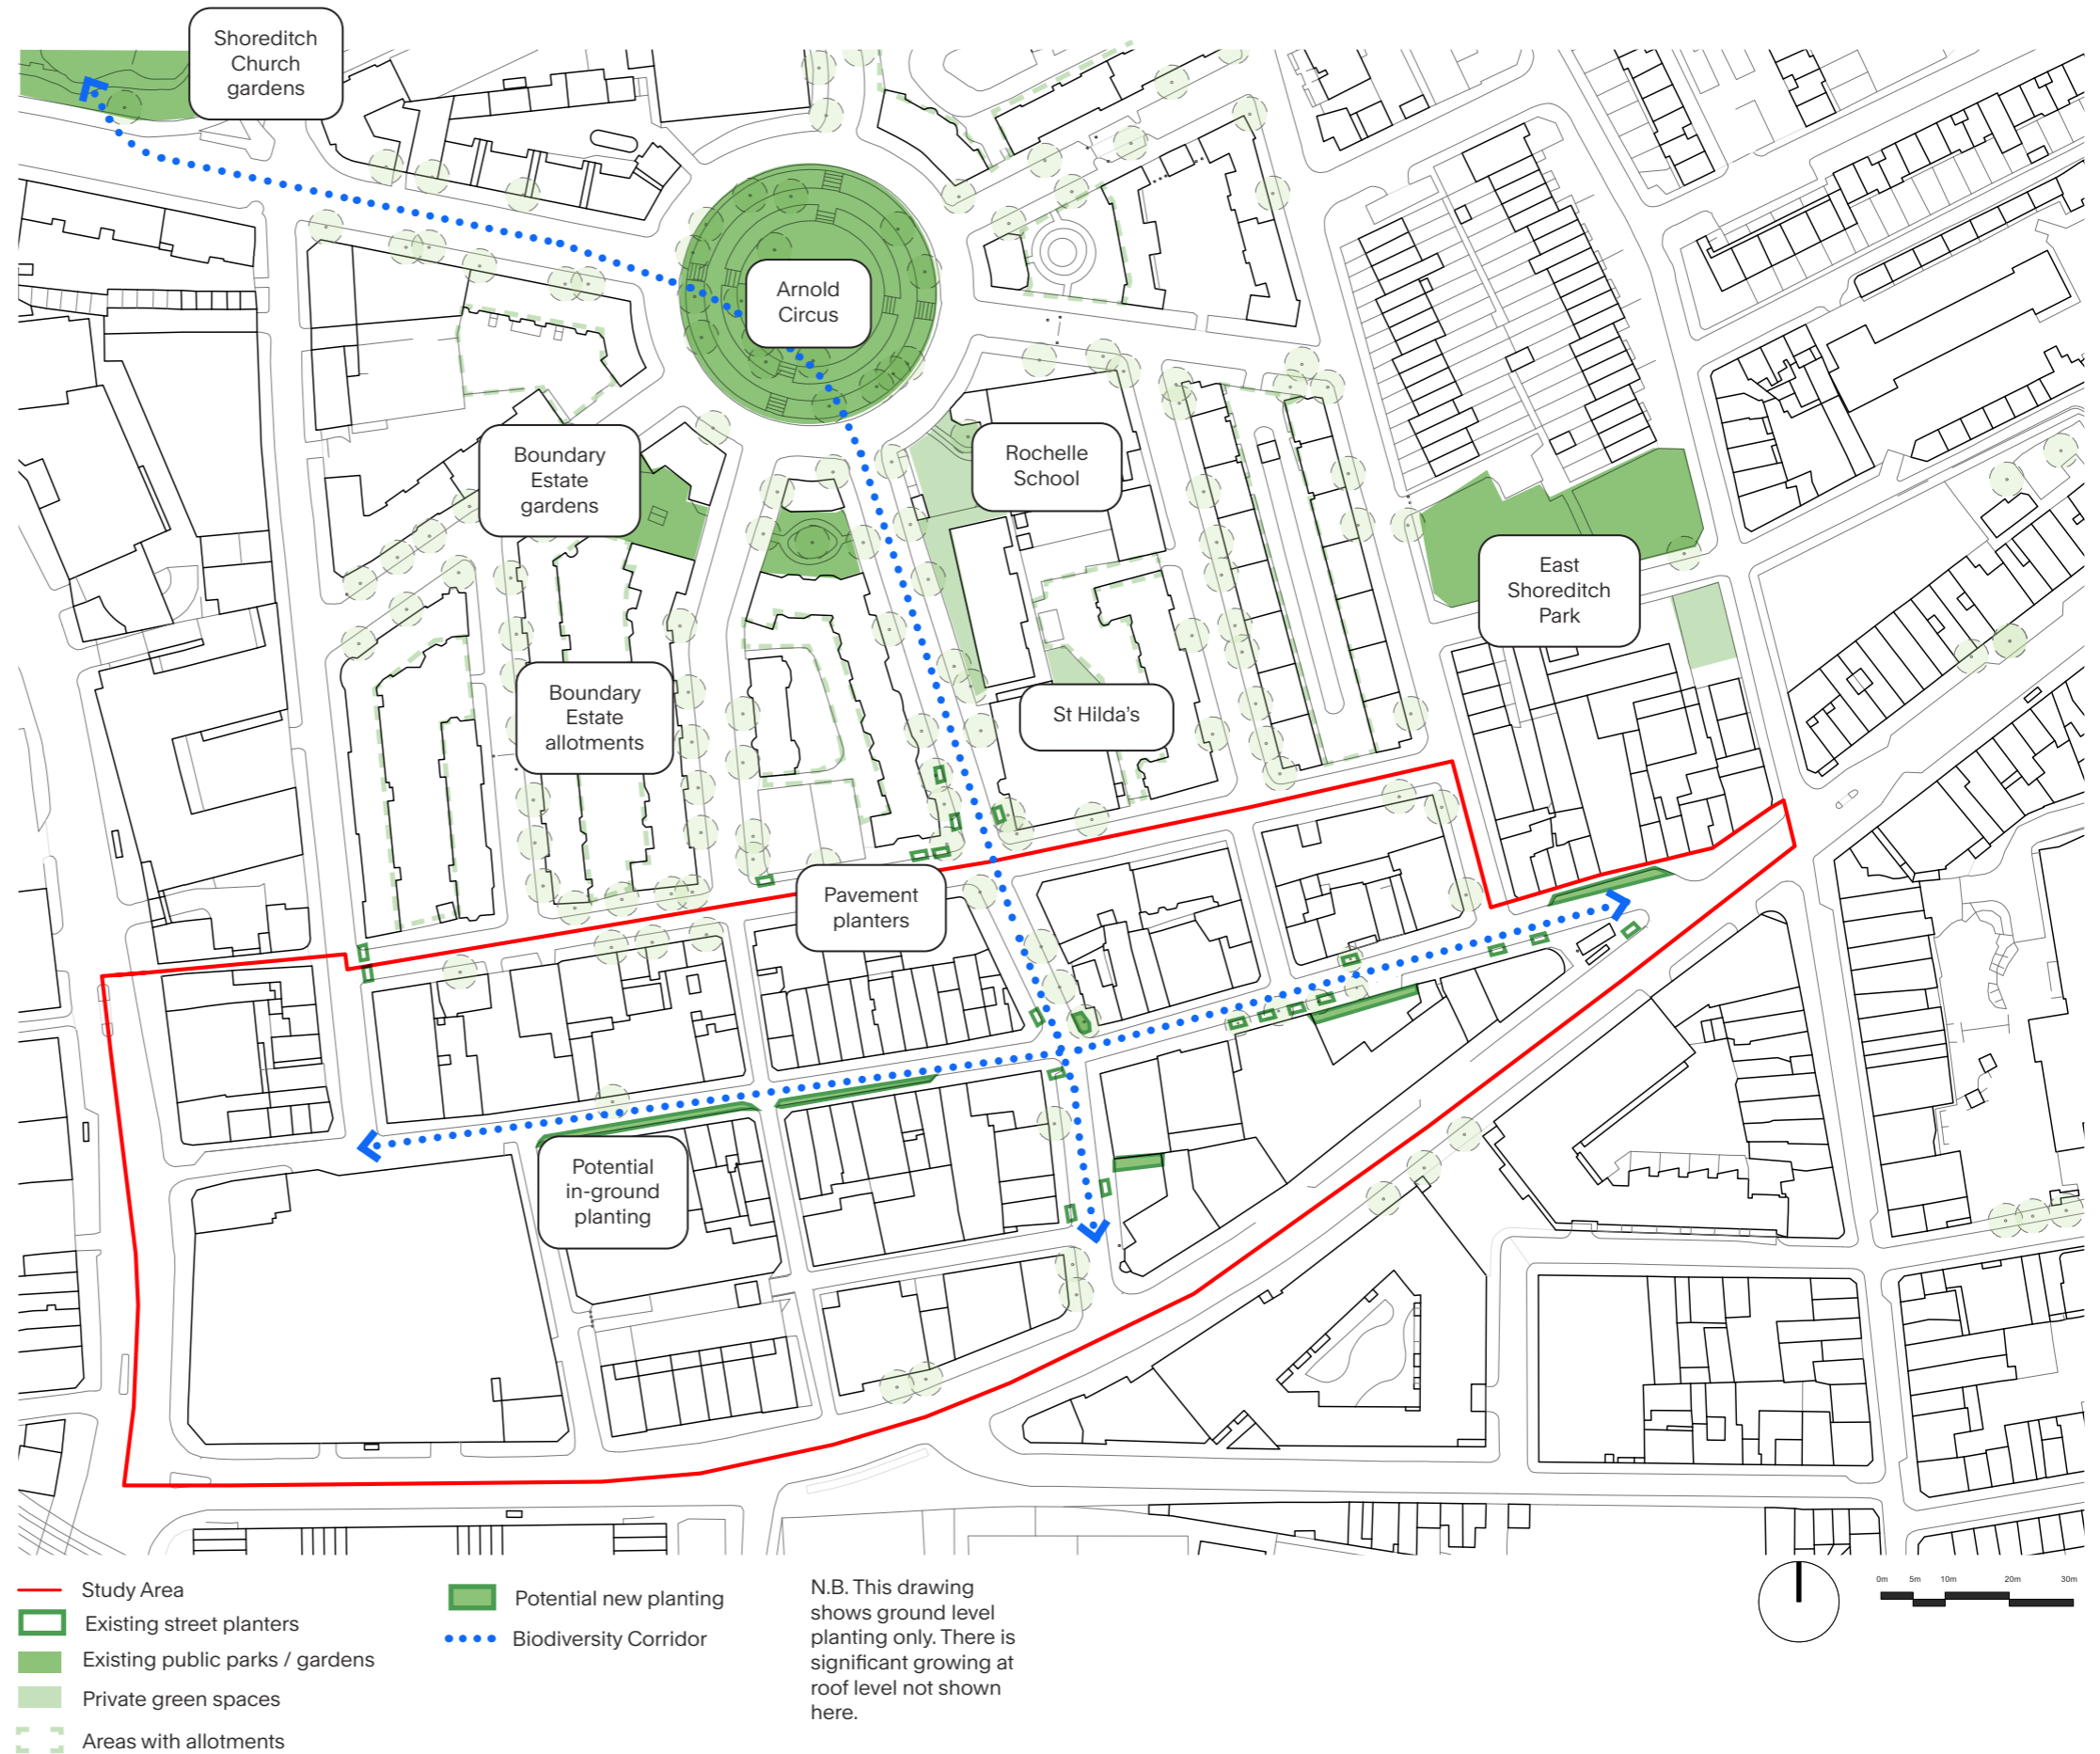 Shoreditch
Church
gardens
Arnold
Circus
Boundary
Estate
gardens
Rochelle
School
East
Shoreditch
Park
Boundary
Estate
allotments
St Hilda's
Pavement
planters
Potential
in-ground
planting
Study Area
Existing street planters
Existing public parks / gardens
Private green spaces
Areas with allotments
Potential new planting
Biodiversity Corridor
N.B. This drawing
shows ground level
planting only. There is
significant growing at
roof level not shown
here.
0m 5m 10m 20m 30m